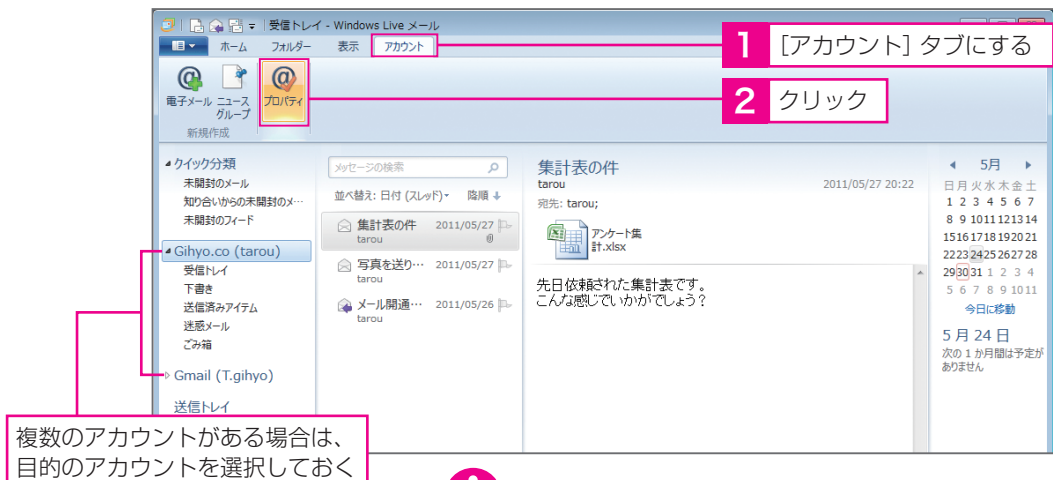 受信トレイ - Windows Live メール
ホーム フォルダー 表示 アカウント
1 [アカウント] タブにする
電子メール ニュースグループ プロパティ
新規作成
2 クリック
クイック分類
未開封のメール
知り合いからの未開封のメ…
未開封のフィード
Gihyo.co (tarou)
受信トレイ
下書き
送信済みアイテム
迷惑メール
ごみ箱
Gmail (T.gihyo)
送信トレイ
複数のアカウントがある場合は、
目的のアカウントを選択しておく
メッセージの検索
並べ替え: 日付 (スレッド) 降順
集計表の件 2011/05/27
tarou
写真を送り… 2011/05/27
tarou
メール開通… 2011/05/26
tarou
集計表の件
tarou 2011/05/27 20:22
宛先: tarou;
アンケート集
計.xlsx
先日依頼された集計表です。
こんな感じでいかがでしょう?
5月
日 月 火 水 木 金 土
1 2 3 4 5 6 7
8 9 10 11 12 13 14
15 16 17 18 19 20 21
22 23 24 25 26 27 28
29 30 31 1 2 3 4
5 6 7 8 9 10 11
今日に移動
5 月 24 日
次の 1 か月間は予定が
ありません